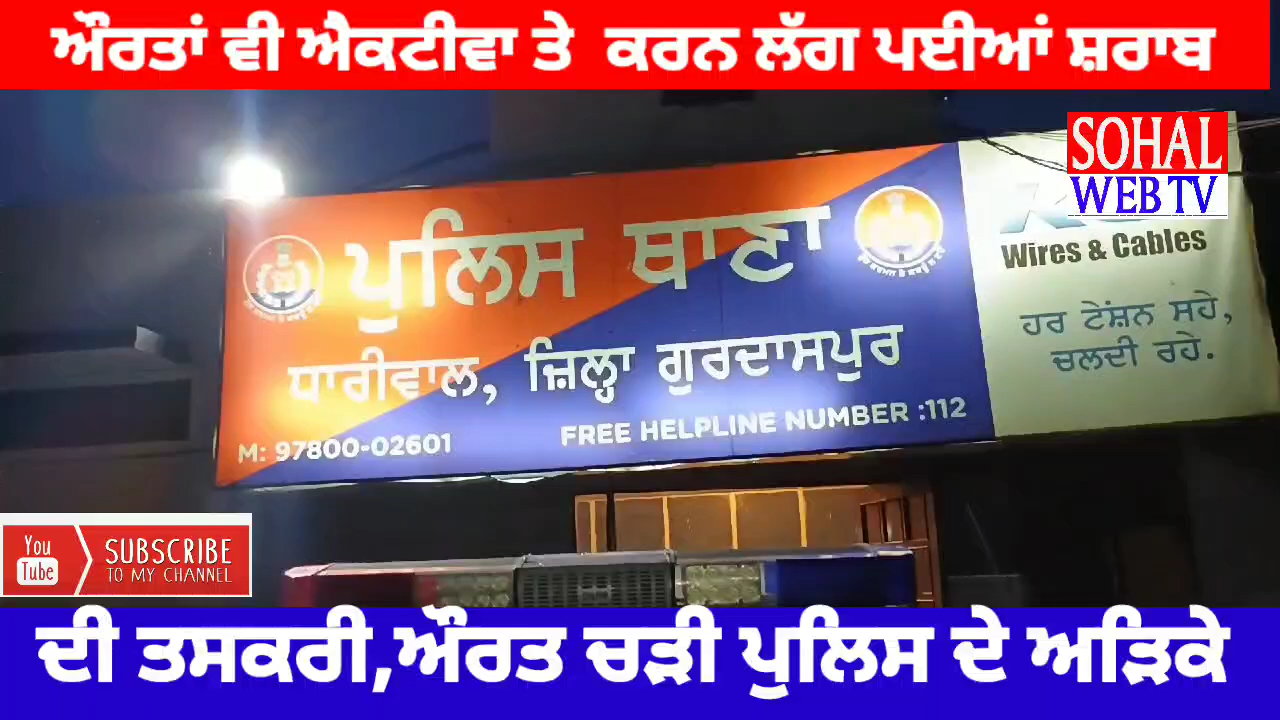 ਔਰਤਾਂ ਵੀ ਐਕਟੀਵਾ ਤੇ ਕਰਨ ਲੱਗ ਪਈਆਂ ਸ਼ਰਾਬ
SOHAL
WEB TV
ਪੁਲਿਸ ਥਾਣਾ
ਧਾਰੀਵਾਲ, ਜ਼ਿਲ੍ਹਾ ਗੁਰਦਾਸਪੁਰ
M: 97800-02601
FREE HELPLINE NUMBER :112
Wires & Cables
ਹਰ ਟੇਂਸ਼ਨ ਸਹੇ,
ਚਲਦੀ ਰਹੇ.
You
Tube
SUBSCRIBE
TO MY CHANNEL
ਦੀ ਤਸਕਰੀ,ਔਰਤ ਚੜੀ ਪੁਲਿਸ ਦੇ ਅੜਿਕੇ